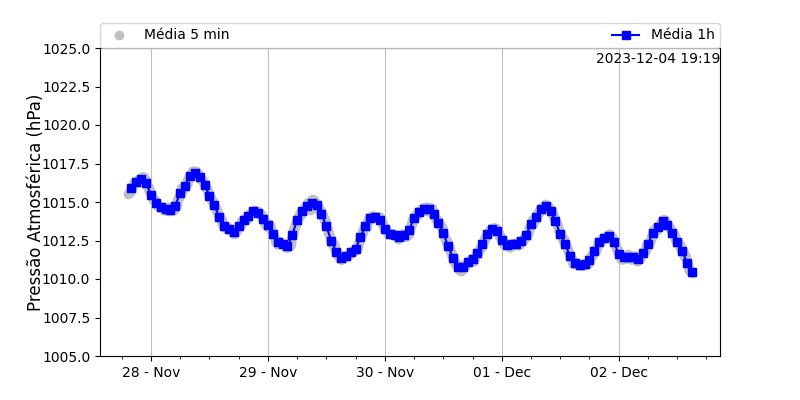 Média 5 min
Média 1h
2023-12-04 19:19
Pressão Atmosférica (hPa)
1025.0
1022.5
1020.0
1017.5
1015.0
1012.5
1010.0
1007.5
1005.0
28 - Nov
29 - Nov
30 - Nov
01 - Dec
02 - Dec